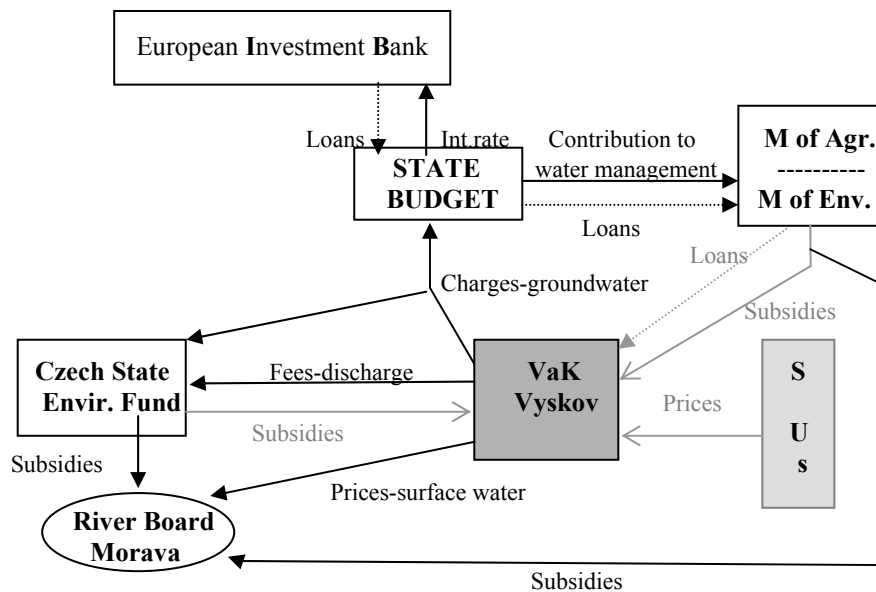 European Investment Bank
Loans
Int.rate
Contribution to
water management
STATE
BUDGET
M of Agr.
----------
M of Env.
Loans
Loans
Charges-groundwater
Subsidies
Czech State
Envir. Fund
Fees-discharge
VaK
Vyskov
S
U
s
Prices
Subsidies
Subsidies
Prices-surface water
River Board
Morava
Subsidies